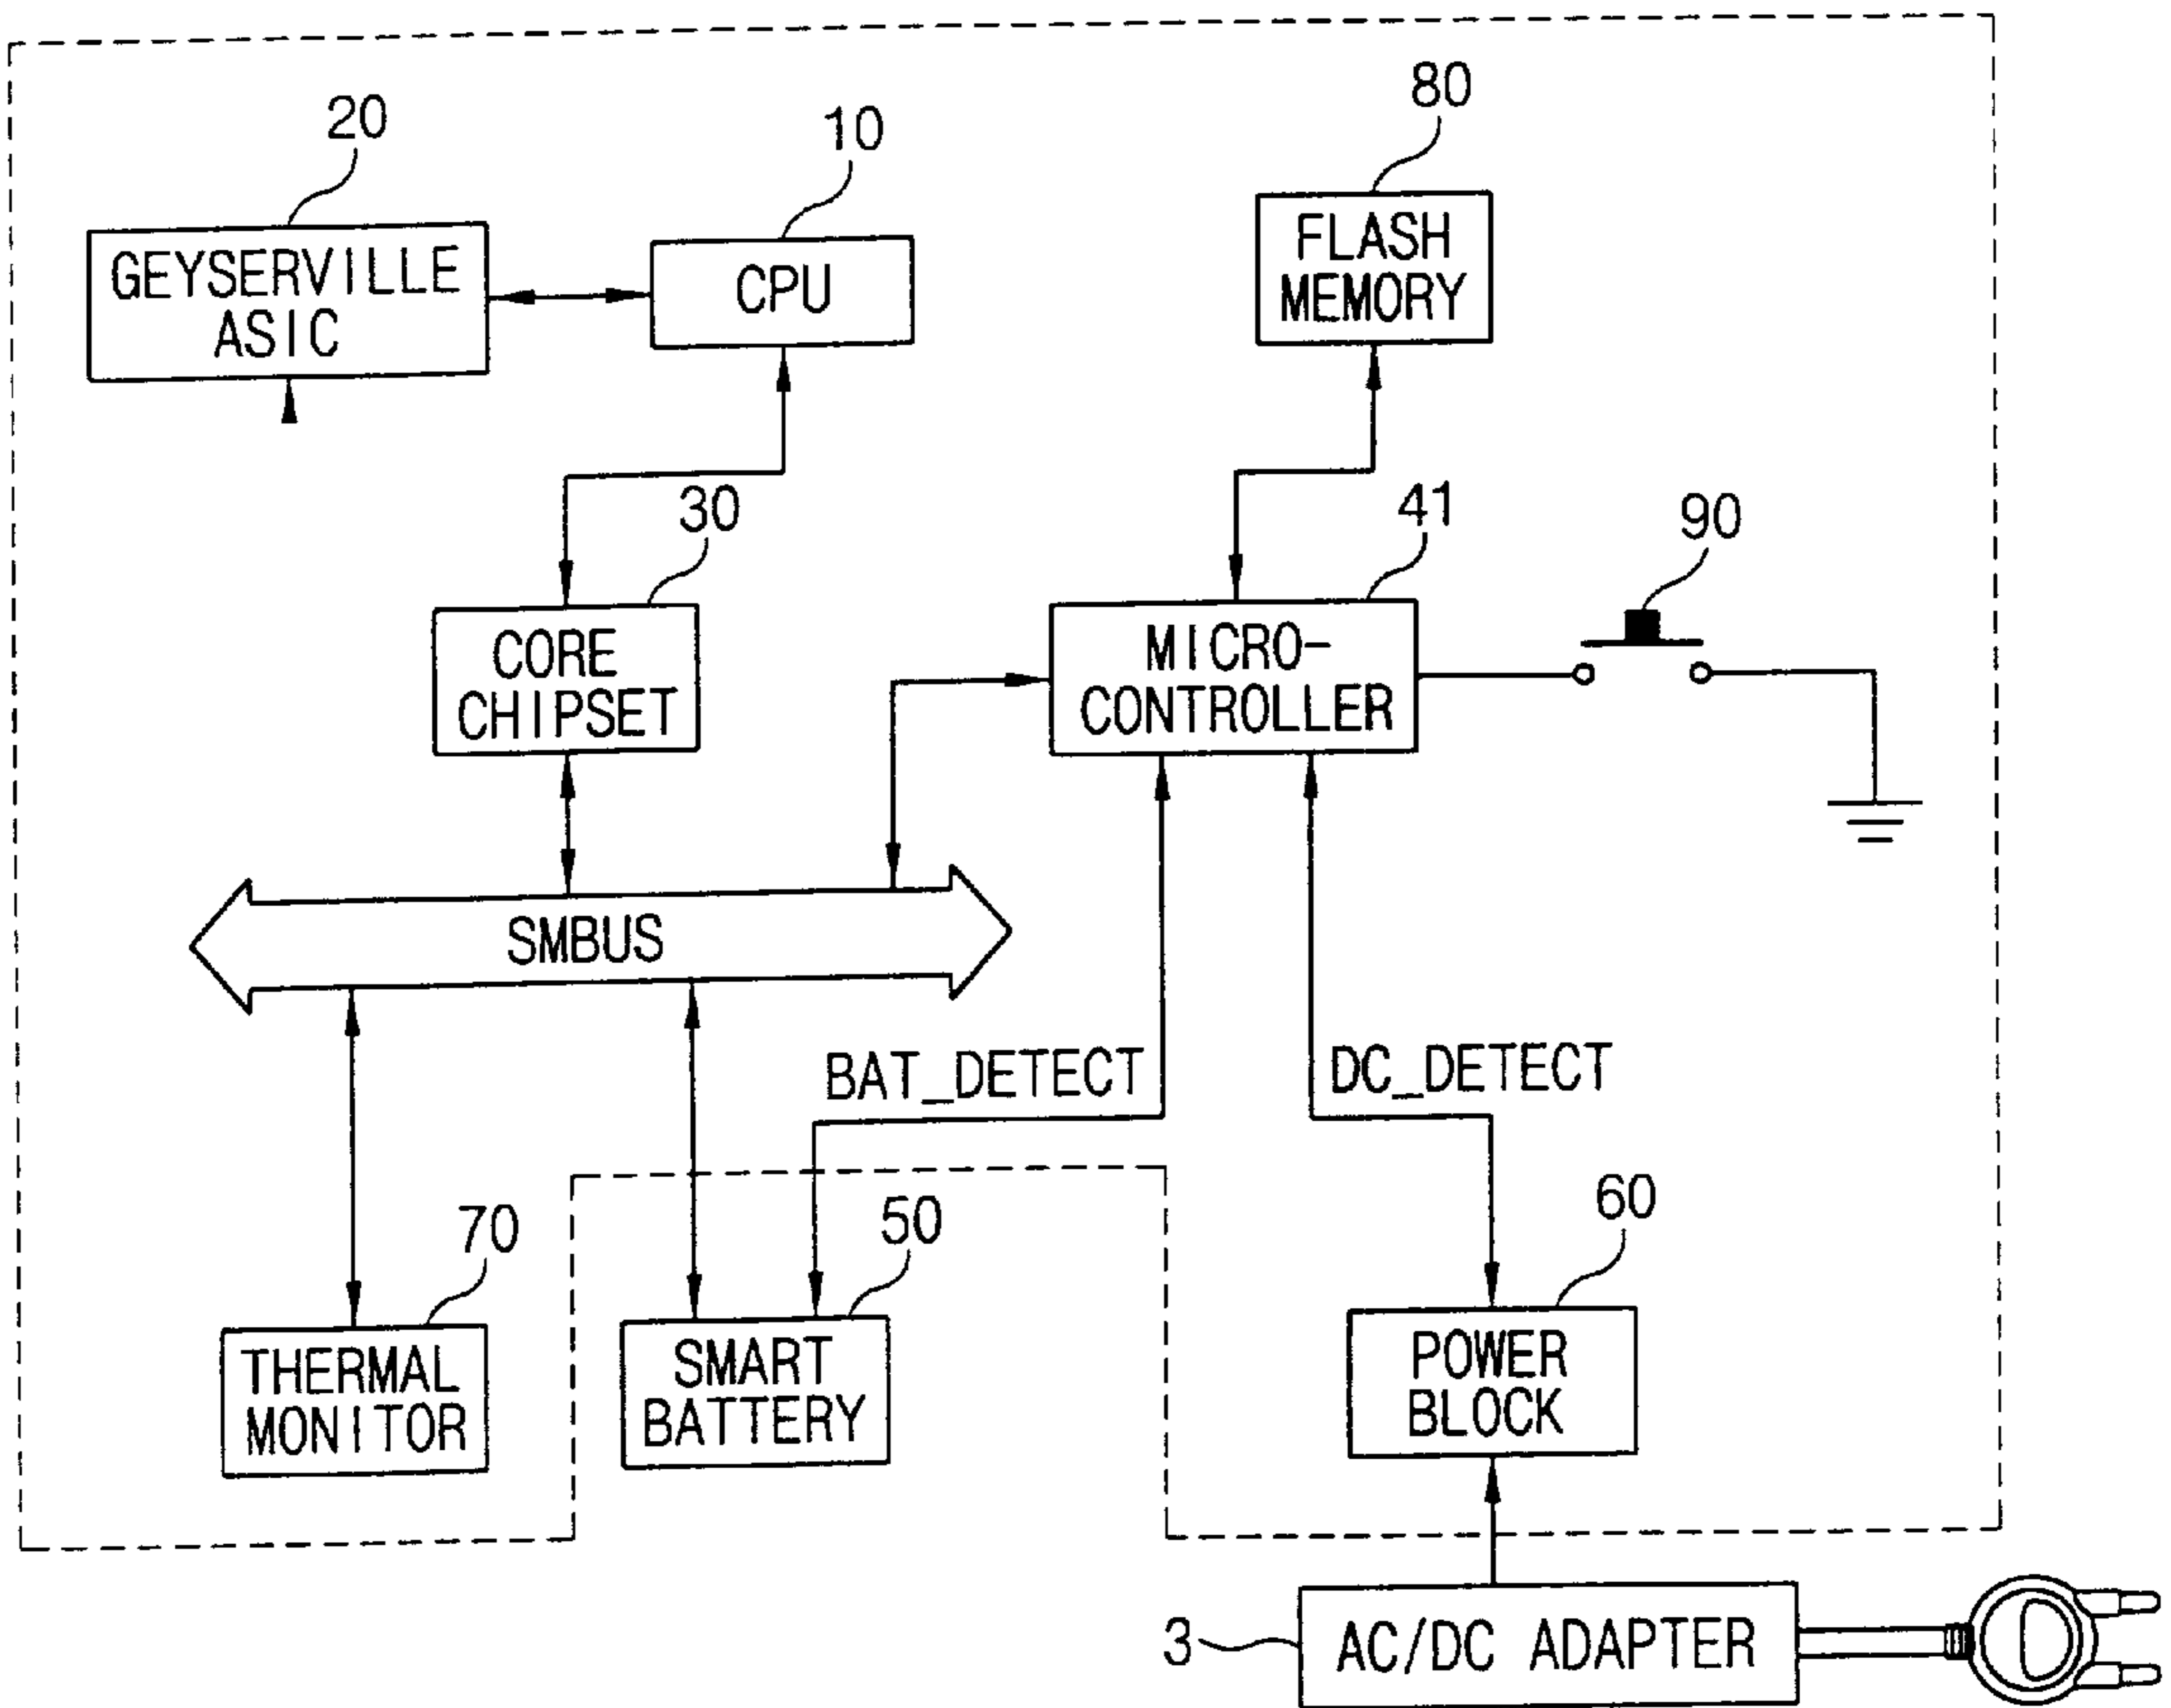 20
10
80
GEYSERVILLE
ASIC
CPU
FLASH
MEMORY
30
41
90
CORE
CHIPSET
MICRO-
CONTROLLER
SMBUS
BAT_DETECT
DC_DETECT
70
50
60
THERMAL
MONITOR
SMART
BATTERY
POWER
BLOCK
3
AC/DC ADAPTER